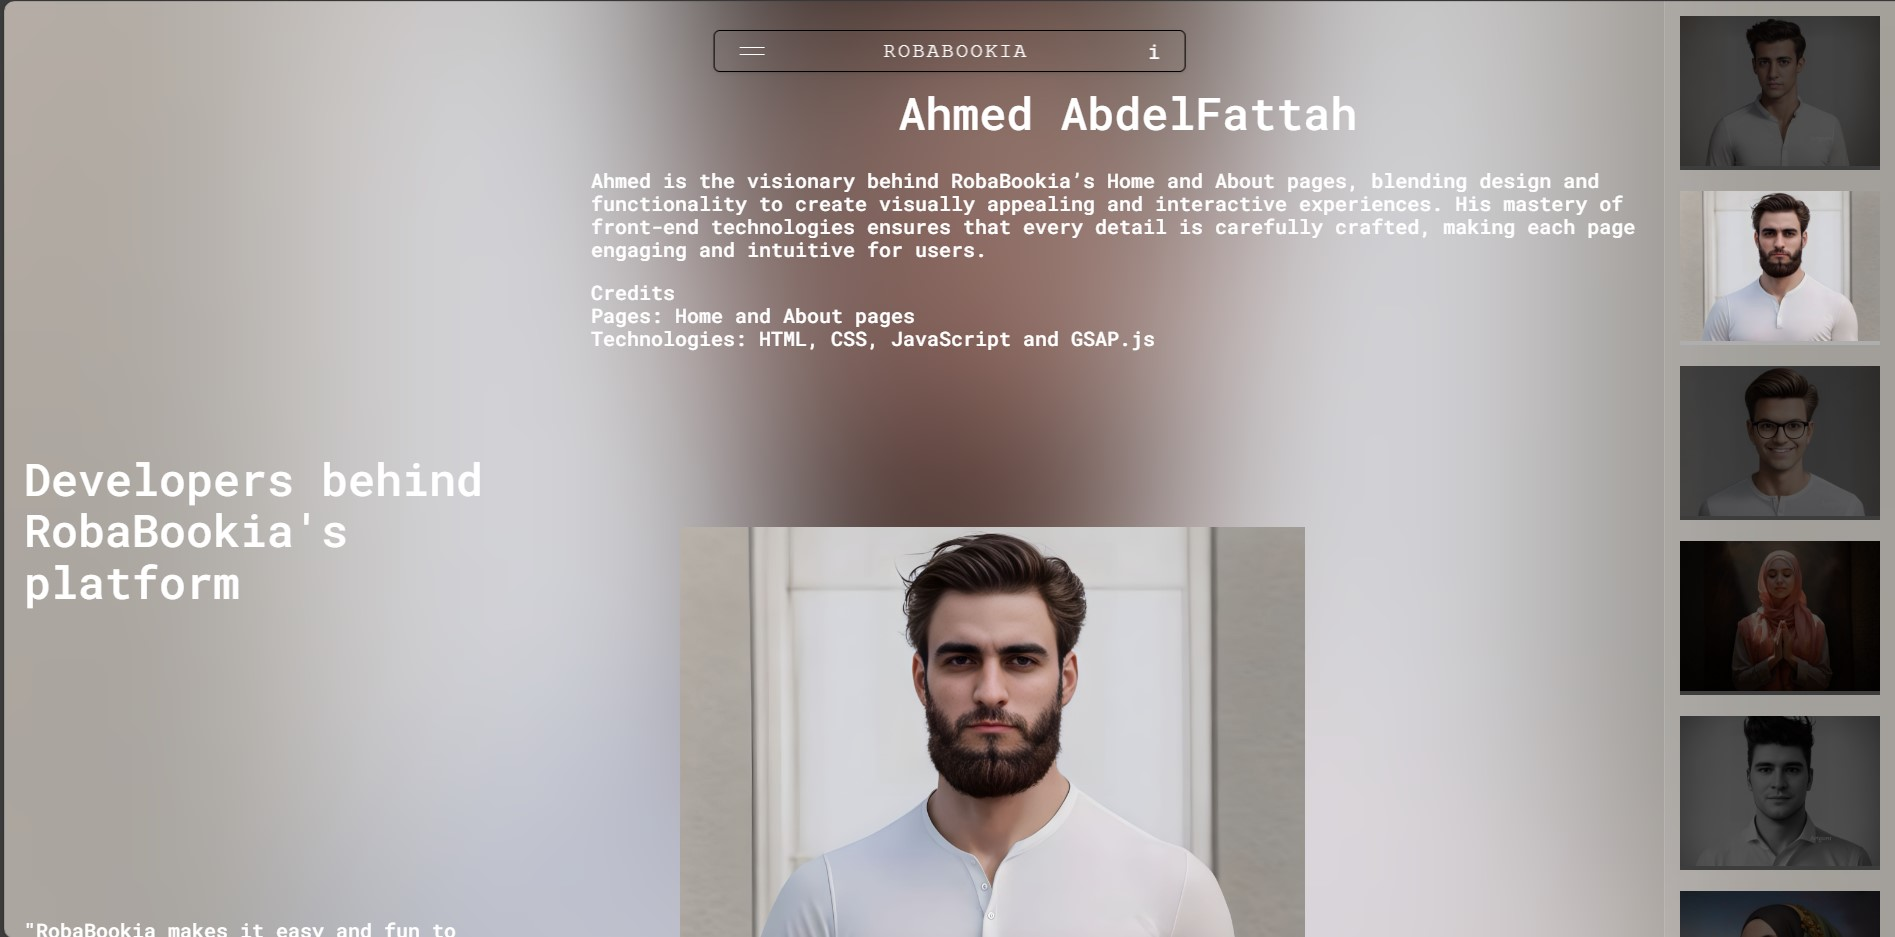 ROBABOOKIA
i
Ahmed AbdelFattah
Ahmed is the visionary behind RobaBookia’s Home and About pages, blending design and
functionality to create visually appealing and interactive experiences. His mastery of
front-end technologies ensures that every detail is carefully crafted, making each page
engaging and intuitive for users.
Credits
Pages: Home and About pages
Technologies: HTML, CSS, JavaScript and GSAP.js
Developers behind
RobaBookia's
platform
"RobaBookia makes it easy and fun to